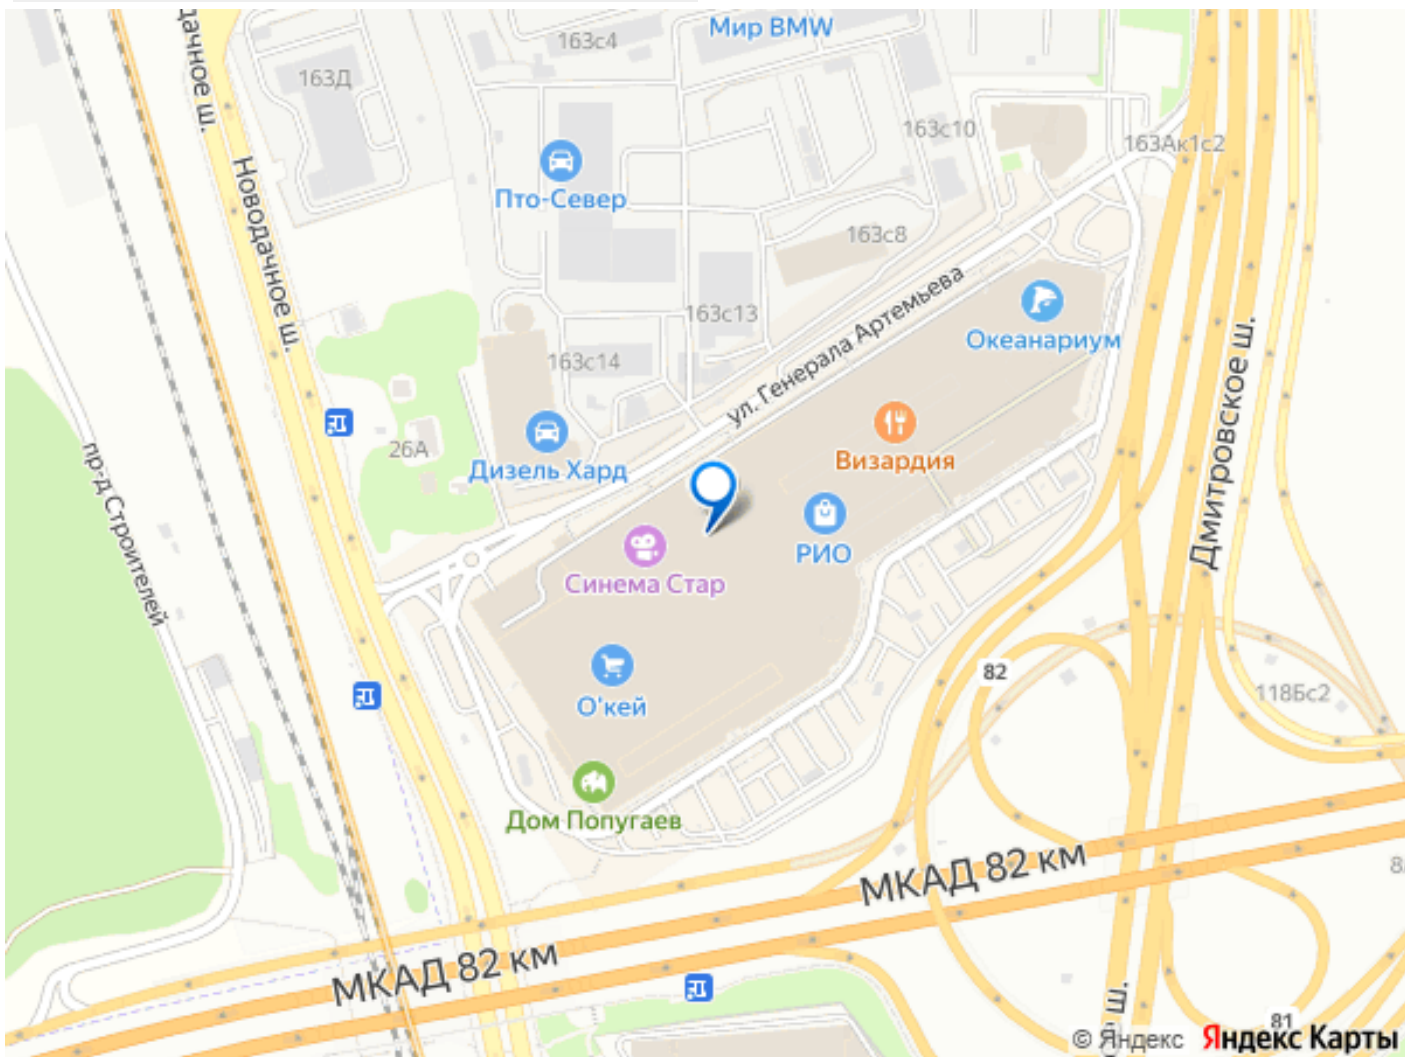 163с4
Мир BMW
дачное ш.
163Д
163с10
163Ак1с2
Новодачное ш.
Пто-Север
163с8
ул. Генерала Артемьева
163с13
Океанариум
163с14
Дмитровское ш.
26А
Дизель Хард
Визардия
пр-д Строителей
РИО
Синема Стар
82
О'кей
118Бс2
Дом Попугаев
МКАД 82 км
МКАД 82 км
ш.
81
© Яндекс Яндекс Карты